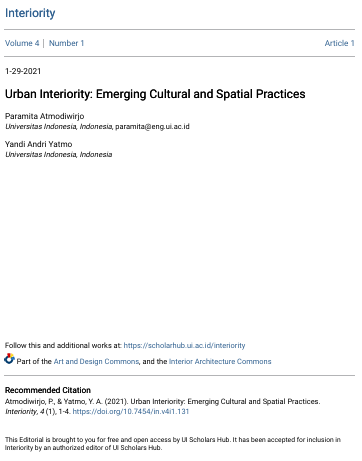 Interiority
Volume 4 | Number 1 Article 1
1-29-2021
Urban Interiority: Emerging Cultural and Spatial Practices
Paramita Atmodiwirjo
Universitas Indonesia, Indonesia, paramita@eng.ui.ac.id
Yandi Andri Yatmo
Universitas Indonesia, Indonesia
Follow this and additional works at: https://scholarhub.ui.ac.id/interiority
Part of the Art and Design Commons, and the Interior Architecture Commons
Recommended Citation
Atmodiwirjo, P., & Yatmo, Y. A. (2021). Urban Interiority: Emerging Cultural and Spatial Practices.
Interiority, 4 (1), 1-4. https://doi.org/10.7454/in.v4i1.131
This Editorial is brought to you for free and open access by UI Scholars Hub. It has been accepted for inclusion in
Interiority by an authorized editor of UI Scholars Hub.